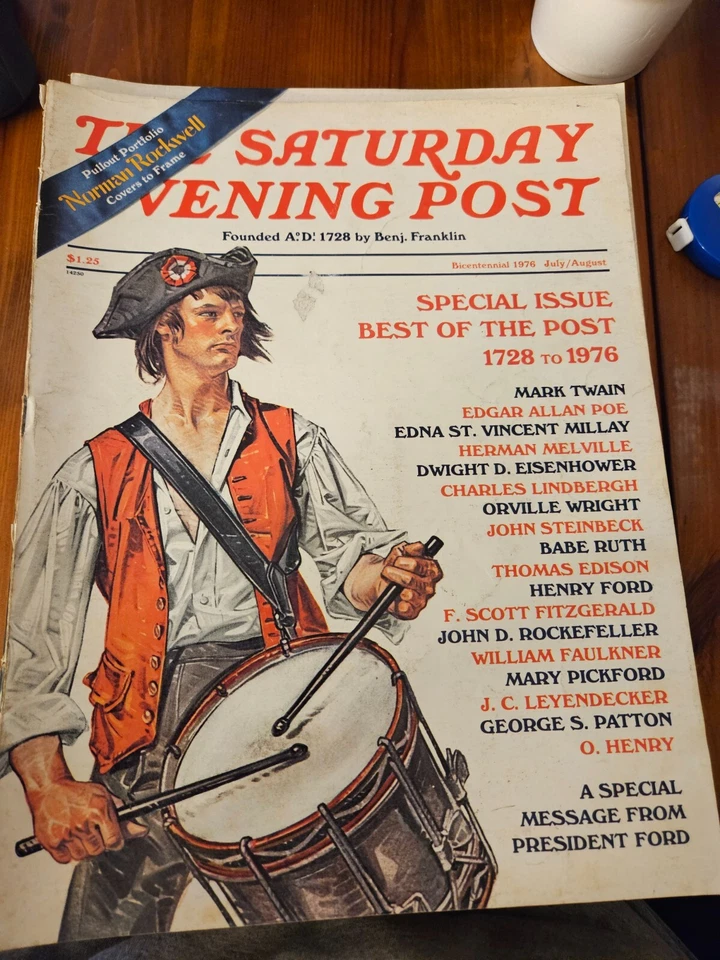 Pullout Portfolio
Norman Rockwell
Covers to Frame
SATURDAY
VENING POST
Founded A.º D.! 1728 by Benj. Franklin
$1.25
14250
Bicentennial 1976 July/August
SPECIAL ISSUE
BEST OF THE POST
1728 TO 1976
MARK TWAIN
EDGAR ALLAN POE
EDNA ST. VINCENT MILLAY
HERMAN MELVILLE
DWIGHT D. EISENHOWER
CHARLES LINDBERGH
ORVILLE WRIGHT
JOHN STEINBECK
BABE RUTH
THOMAS EDISON
HENRY FORD
F. SCOTT FITZGERALD
JOHN D. ROCKEFELLER
WILLIAM FAULKNER
MARY PICKFORD
J. C. LEYENDECKER
GEORGE S. PATTON
O. HENRY
A SPECIAL
MESSAGE FROM
PRESIDENT FORD